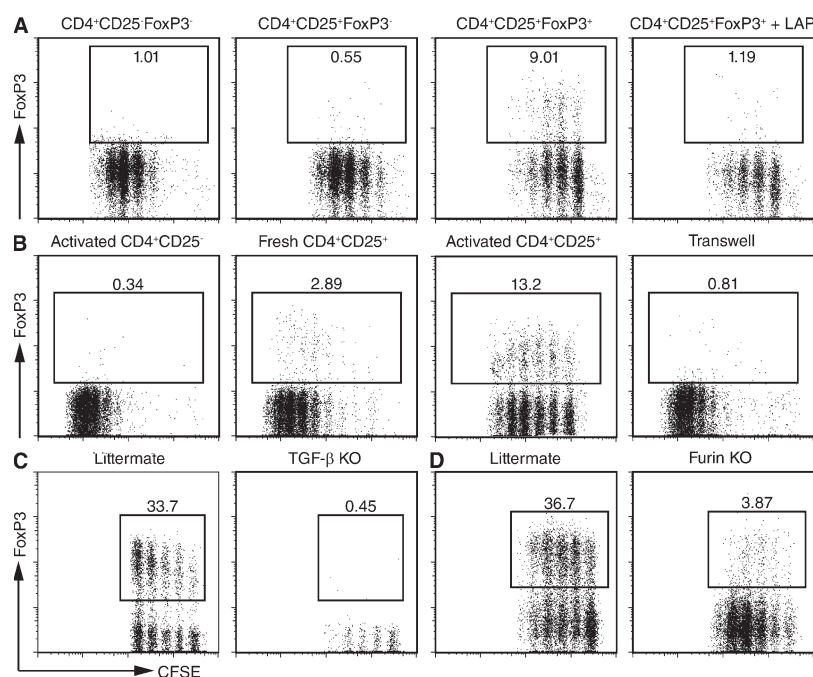 A CD4⁺CD25⁻FoxP3⁻ CD4⁺CD25⁺FoxP3⁻ CD4⁺CD25⁺FoxP3⁺ CD4⁺CD25⁺FoxP3⁺ + LAP
1.01 0.55 9.01 1.19
FoxP3
B Activated CD4⁺CD25⁻ Fresh CD4⁺CD25⁺ Activated CD4⁺CD25⁺ Transwell
0.34 2.89 13.2 0.81
FoxP3
C Littermate TGF-β KO D Littermate Furin KO
33.7 0.45 36.7 3.87
FoxP3
CFSE